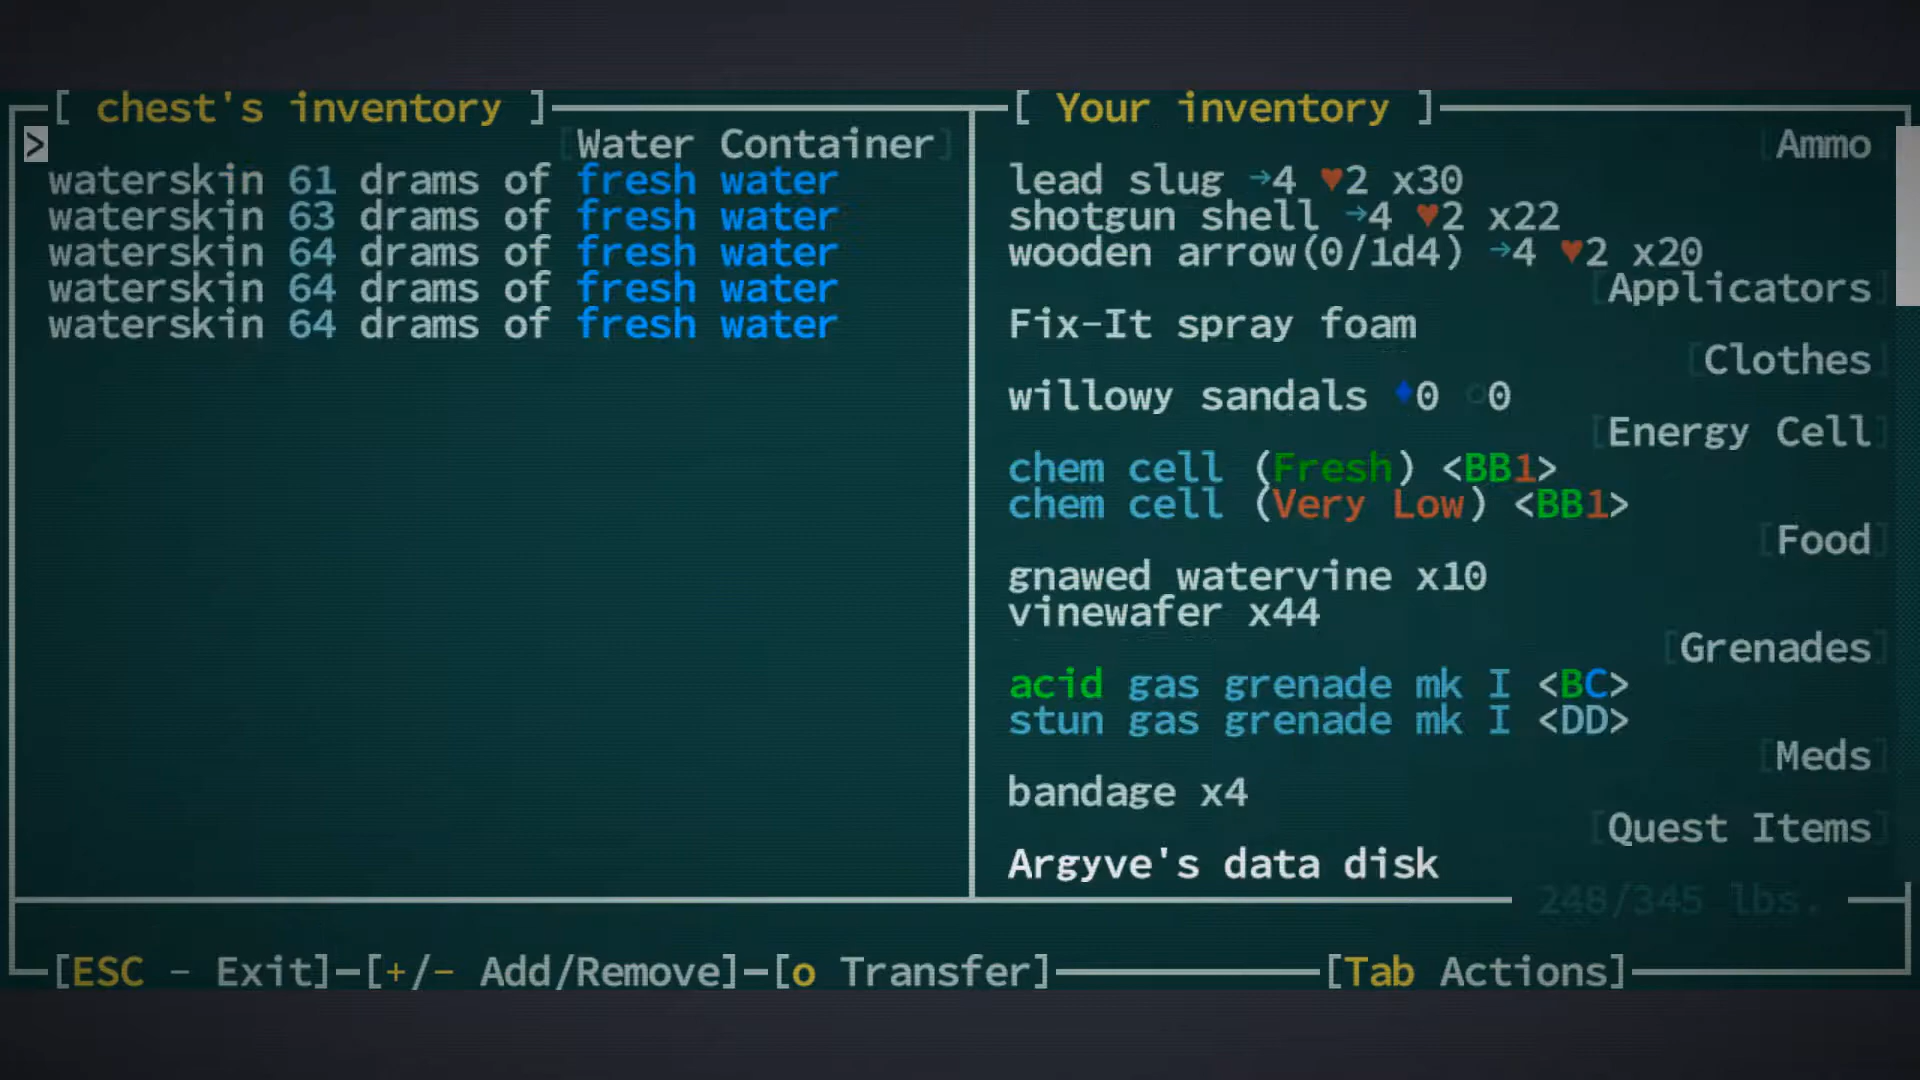 [ chest's inventory ]
> [Water Container]
waterskin 61 drams of fresh water
waterskin 63 drams of fresh water
waterskin 64 drams of fresh water
waterskin 64 drams of fresh water
waterskin 64 drams of fresh water
[ Your inventory ]
[Ammo]
lead slug →4 ♥2 x30
shotgun shell →4 ♥2 x22
wooden arrow(0/1d4) →4 ♥2 x20
[Applicators]
Fix-It spray foam
[Clothes]
willowy sandals ♦0 ○0
[Energy Cell]
chem cell (Fresh) <BB1>
chem cell (Very Low) <BB1>
[Food]
gnawed watervine x10
vinewafer x44
[Grenades]
acid gas grenade mk I <BC>
stun gas grenade mk I <DD>
[Meds]
bandage x4
[Quest Items]
Argyve's data disk
248/345 lbs.
[ESC - Exit]-[+/- Add/Remove]-[o Transfer] [Tab Actions]